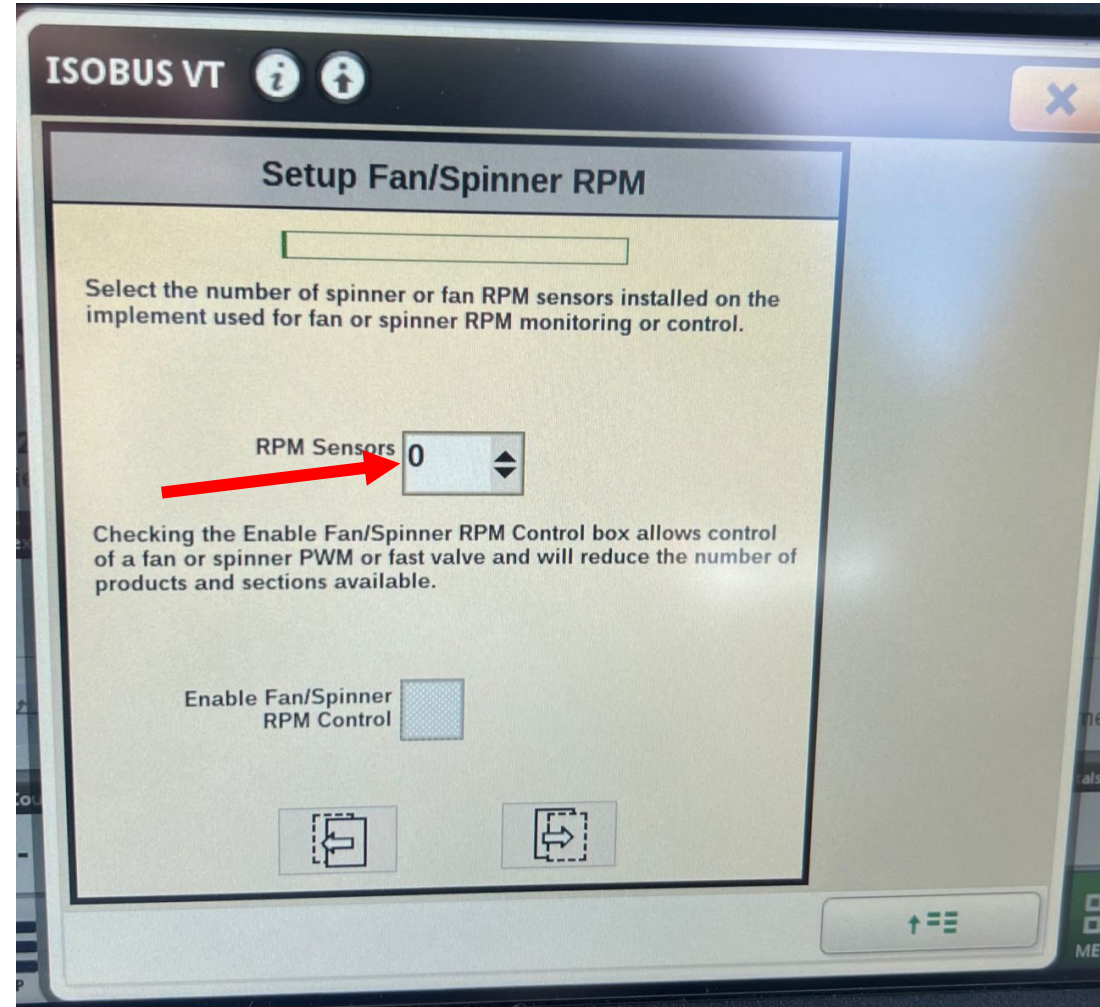 ISOBUS VT
Setup Fan/Spinner RPM
Select the number of spinner or fan RPM sensors installed on the
implement used for fan or spinner RPM monitoring or control.
RPM Sensors 0
Checking the Enable Fan/Spinner RPM Control box allows control
of a fan or spinner PWM or fast valve and will reduce the number of
products and sections available.
Enable Fan/Spinner
RPM Control